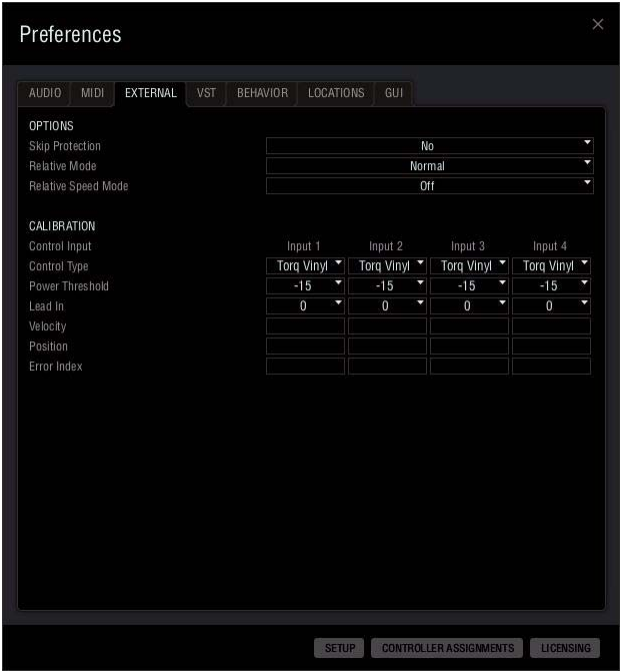 Preferences
AUDIO MIDI EXTERNAL VST BEHAVIOR LOCATIONS GUI
OPTIONS
Skip Protection No
Relative Mode Normal
Relative Speed Mode Off
CALIBRATION
Control Input Input 1 Input 2 Input 3 Input 4
Control Type Torq Vinyl Torq Vinyl Torq Vinyl Torq Vinyl
Power Threshold -15 -15 -15 -15
Lead In 0 0 0 0
Velocity
Position
Error Index
SETUP CONTROLLER ASSIGNMENTS LICENSING